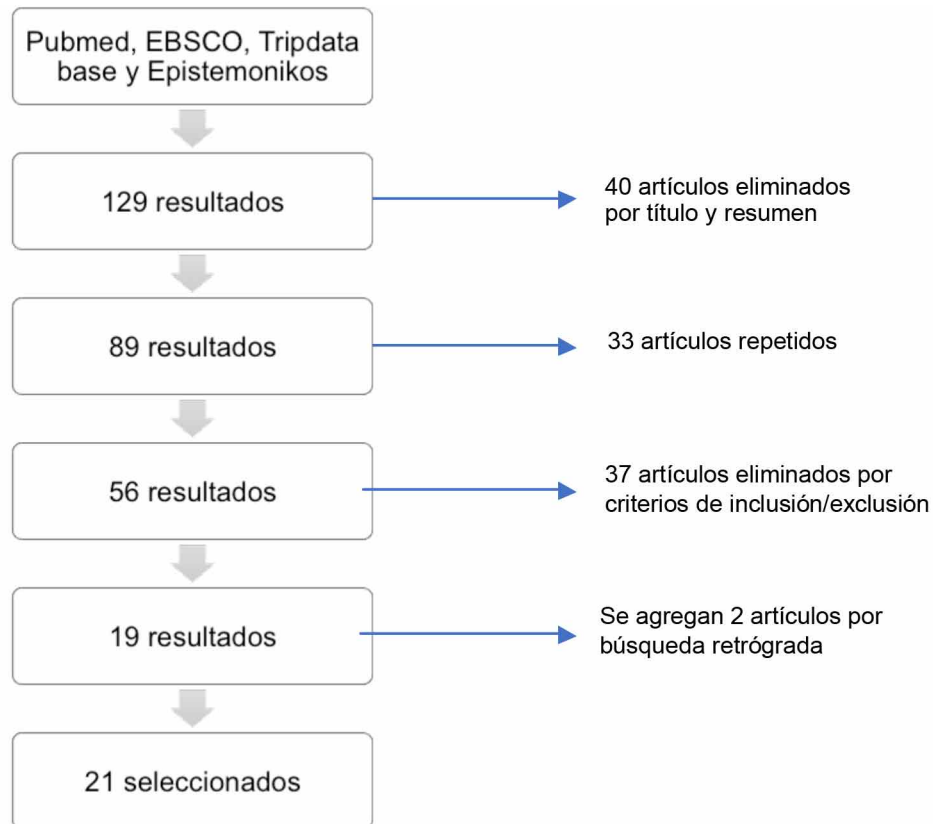 Pubmed, EBSCO, Tripdata
base y Epistemonikos
129 resultados
40 artículos eliminados
por título y resumen
89 resultados
33 artículos repetidos
56 resultados
37 artículos eliminados por
criterios de inclusión/exclusión
19 resultados
Se agregan 2 artículos por
búsqueda retrógrada
21 seleccionados